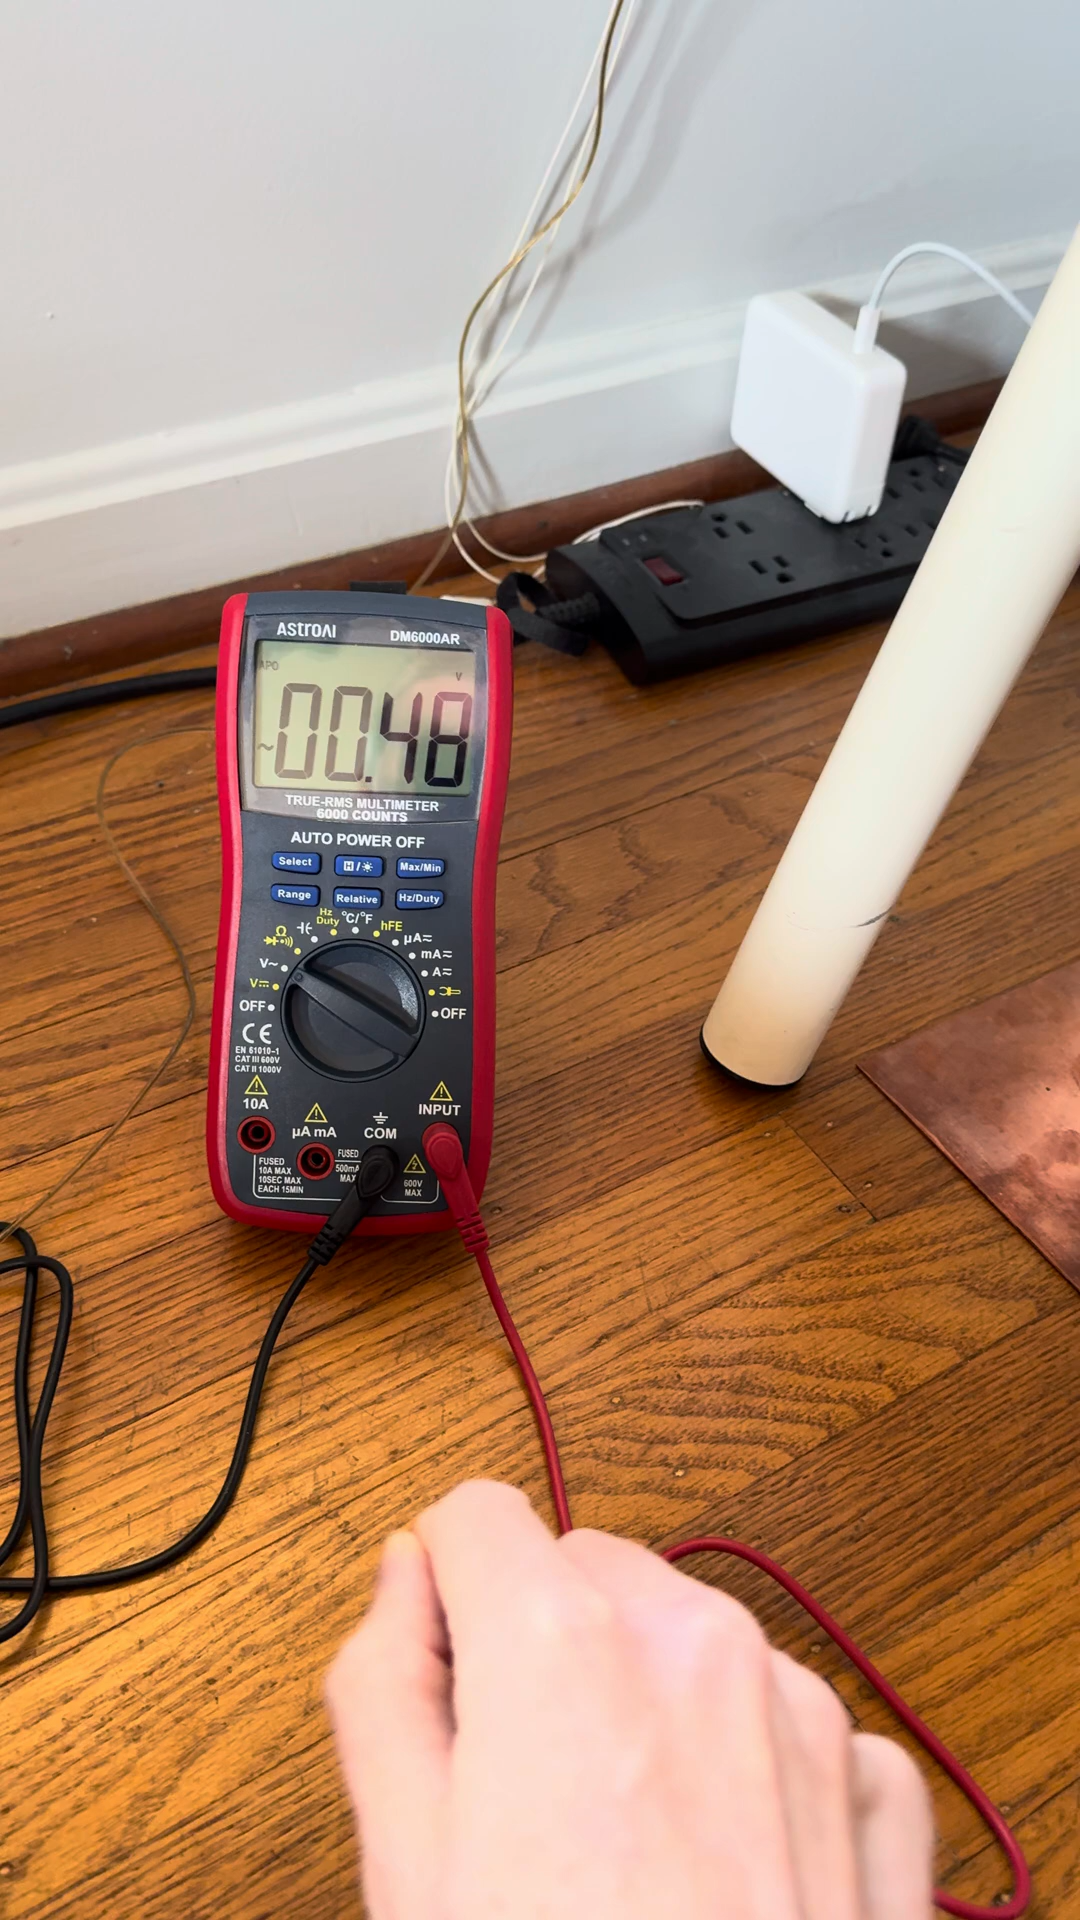 ASTROAI DM6000AR
APO V
~00.48
TRUE-RMS MULTIMETER
6000 COUNTS
AUTO POWER OFF
Select H/☀ Max/Min
Range Relative Hz/Duty
Hz
Duty °C/°F hFE
Ω
µA
mA
A
V~
V
OFF OFF
CE
EN 61010-1
CAT III 600V
CAT II 1000V
10A
µA mA
COM
INPUT
FUSED
10A MAX
10SEC MAX
EACH 15MIN
FUSED
500mA
MAX
600V
MAX